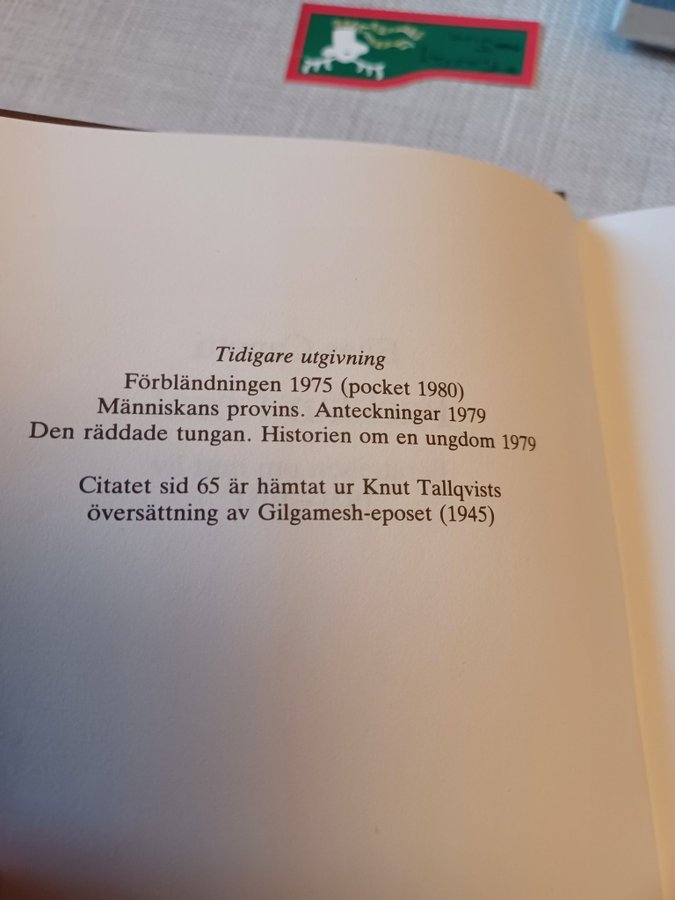 Tidigare utgivning
Förbländningen 1975 (pocket 1980)
Människans provins. Anteckningar 1979
Den räddade tungan. Historien om en ungdom 1979
Citatet sid 65 är hämtat ur Knut Tallqvists
översättning av Gilgamesh-eposet (1945)